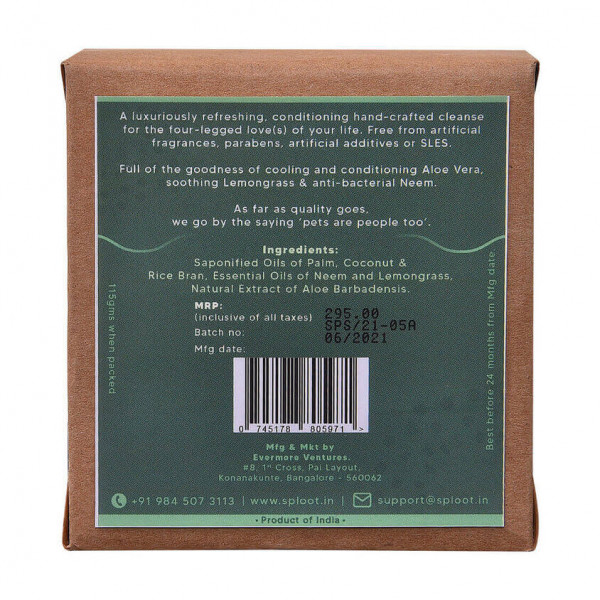 A luxuriously refreshing, conditioning hand-crafted cleanse
for the four-legged love(s) of your life. Free from artificial
fragrances, parabens, artificial additives or SLES.
Full of the goodness of cooling and conditioning Aloe Vera,
soothing Lemongrass & anti-bacterial Neem.
As far as quality goes,
we go by the saying ‘pets are people too’.
Ingredients:
Saponified Oils of Palm, Coconut &
Rice Bran, Essential Oils of Neem and Lemongrass,
Natural Extract of Aloe Barbadensis.
MRP: 295.00
(inclusive of all taxes) SPS/21-05A
Batch no: 06/2021
Mfg date:
115gms when packed
Best before 24 months from Mfg date
0 745178 805971 >
Mfg & Mkt by
Evermore Ventures.
#8, 1st Cross, Pai Layout,
Konanakunte, Bangalore - 560062
+91 984 507 3113 | www.sploot.in | support@sploot.in
• Product of India •